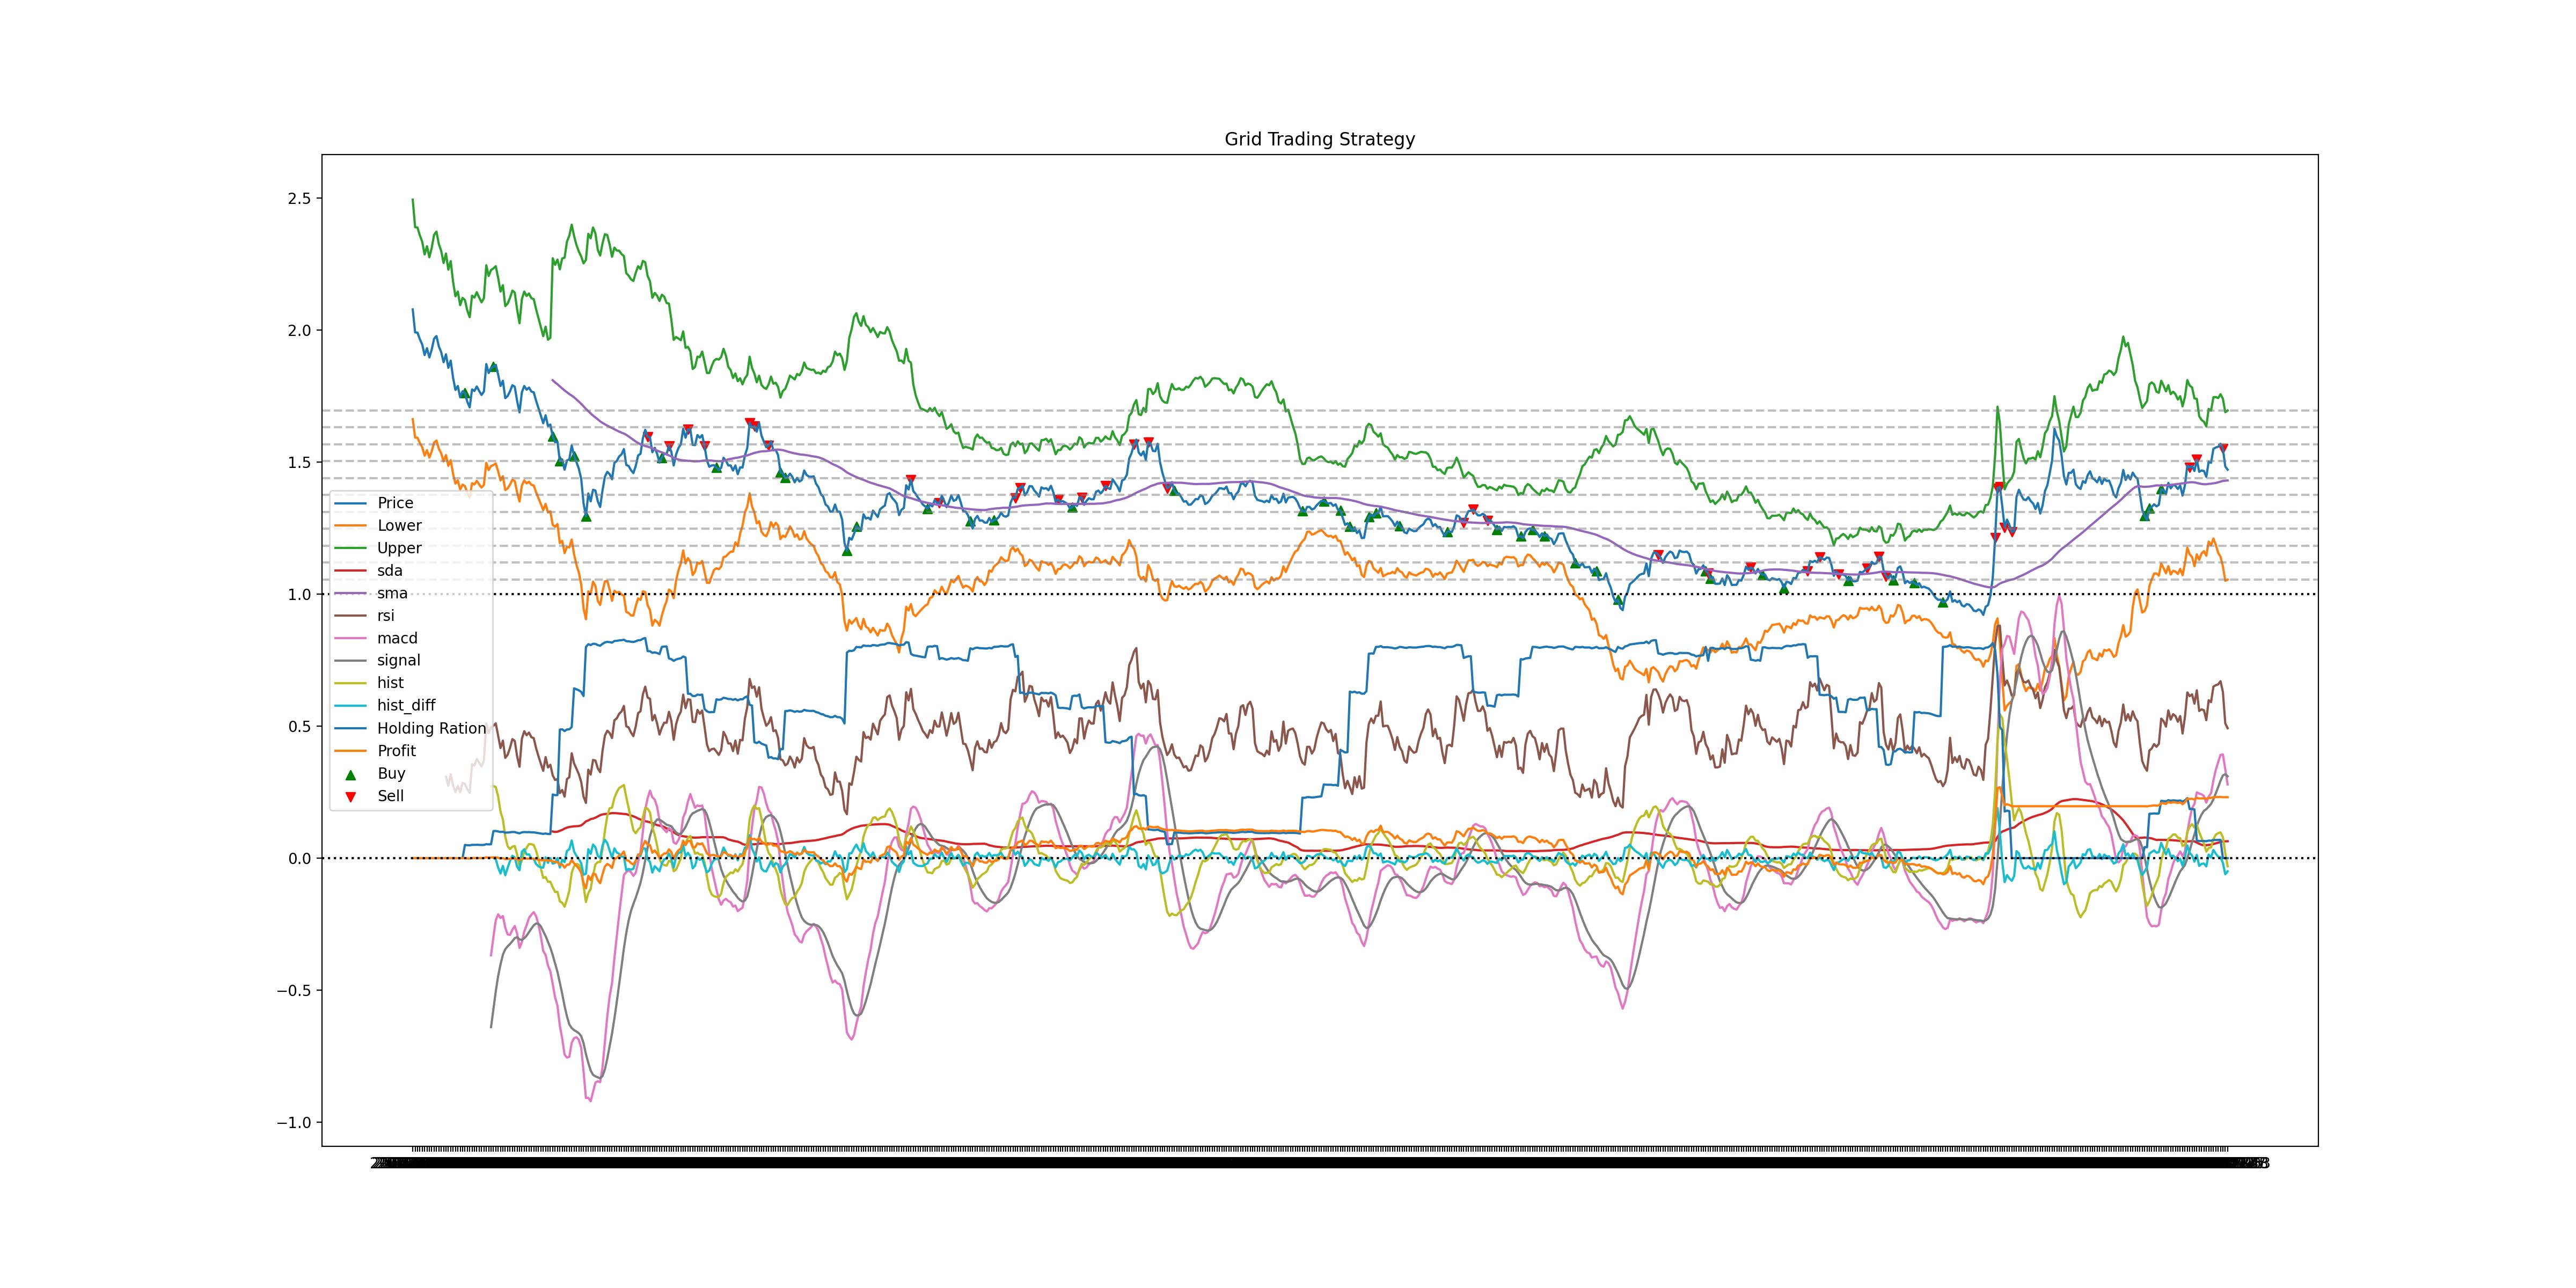 Grid Trading Strategy
2.5
2.0
1.5
1.0
0.5
0.0
−0.5
−1.0
Price
Lower
Upper
sda
sma
rsi
macd
signal
hist
hist_diff
Holding Ration
Profit
Buy
Sell